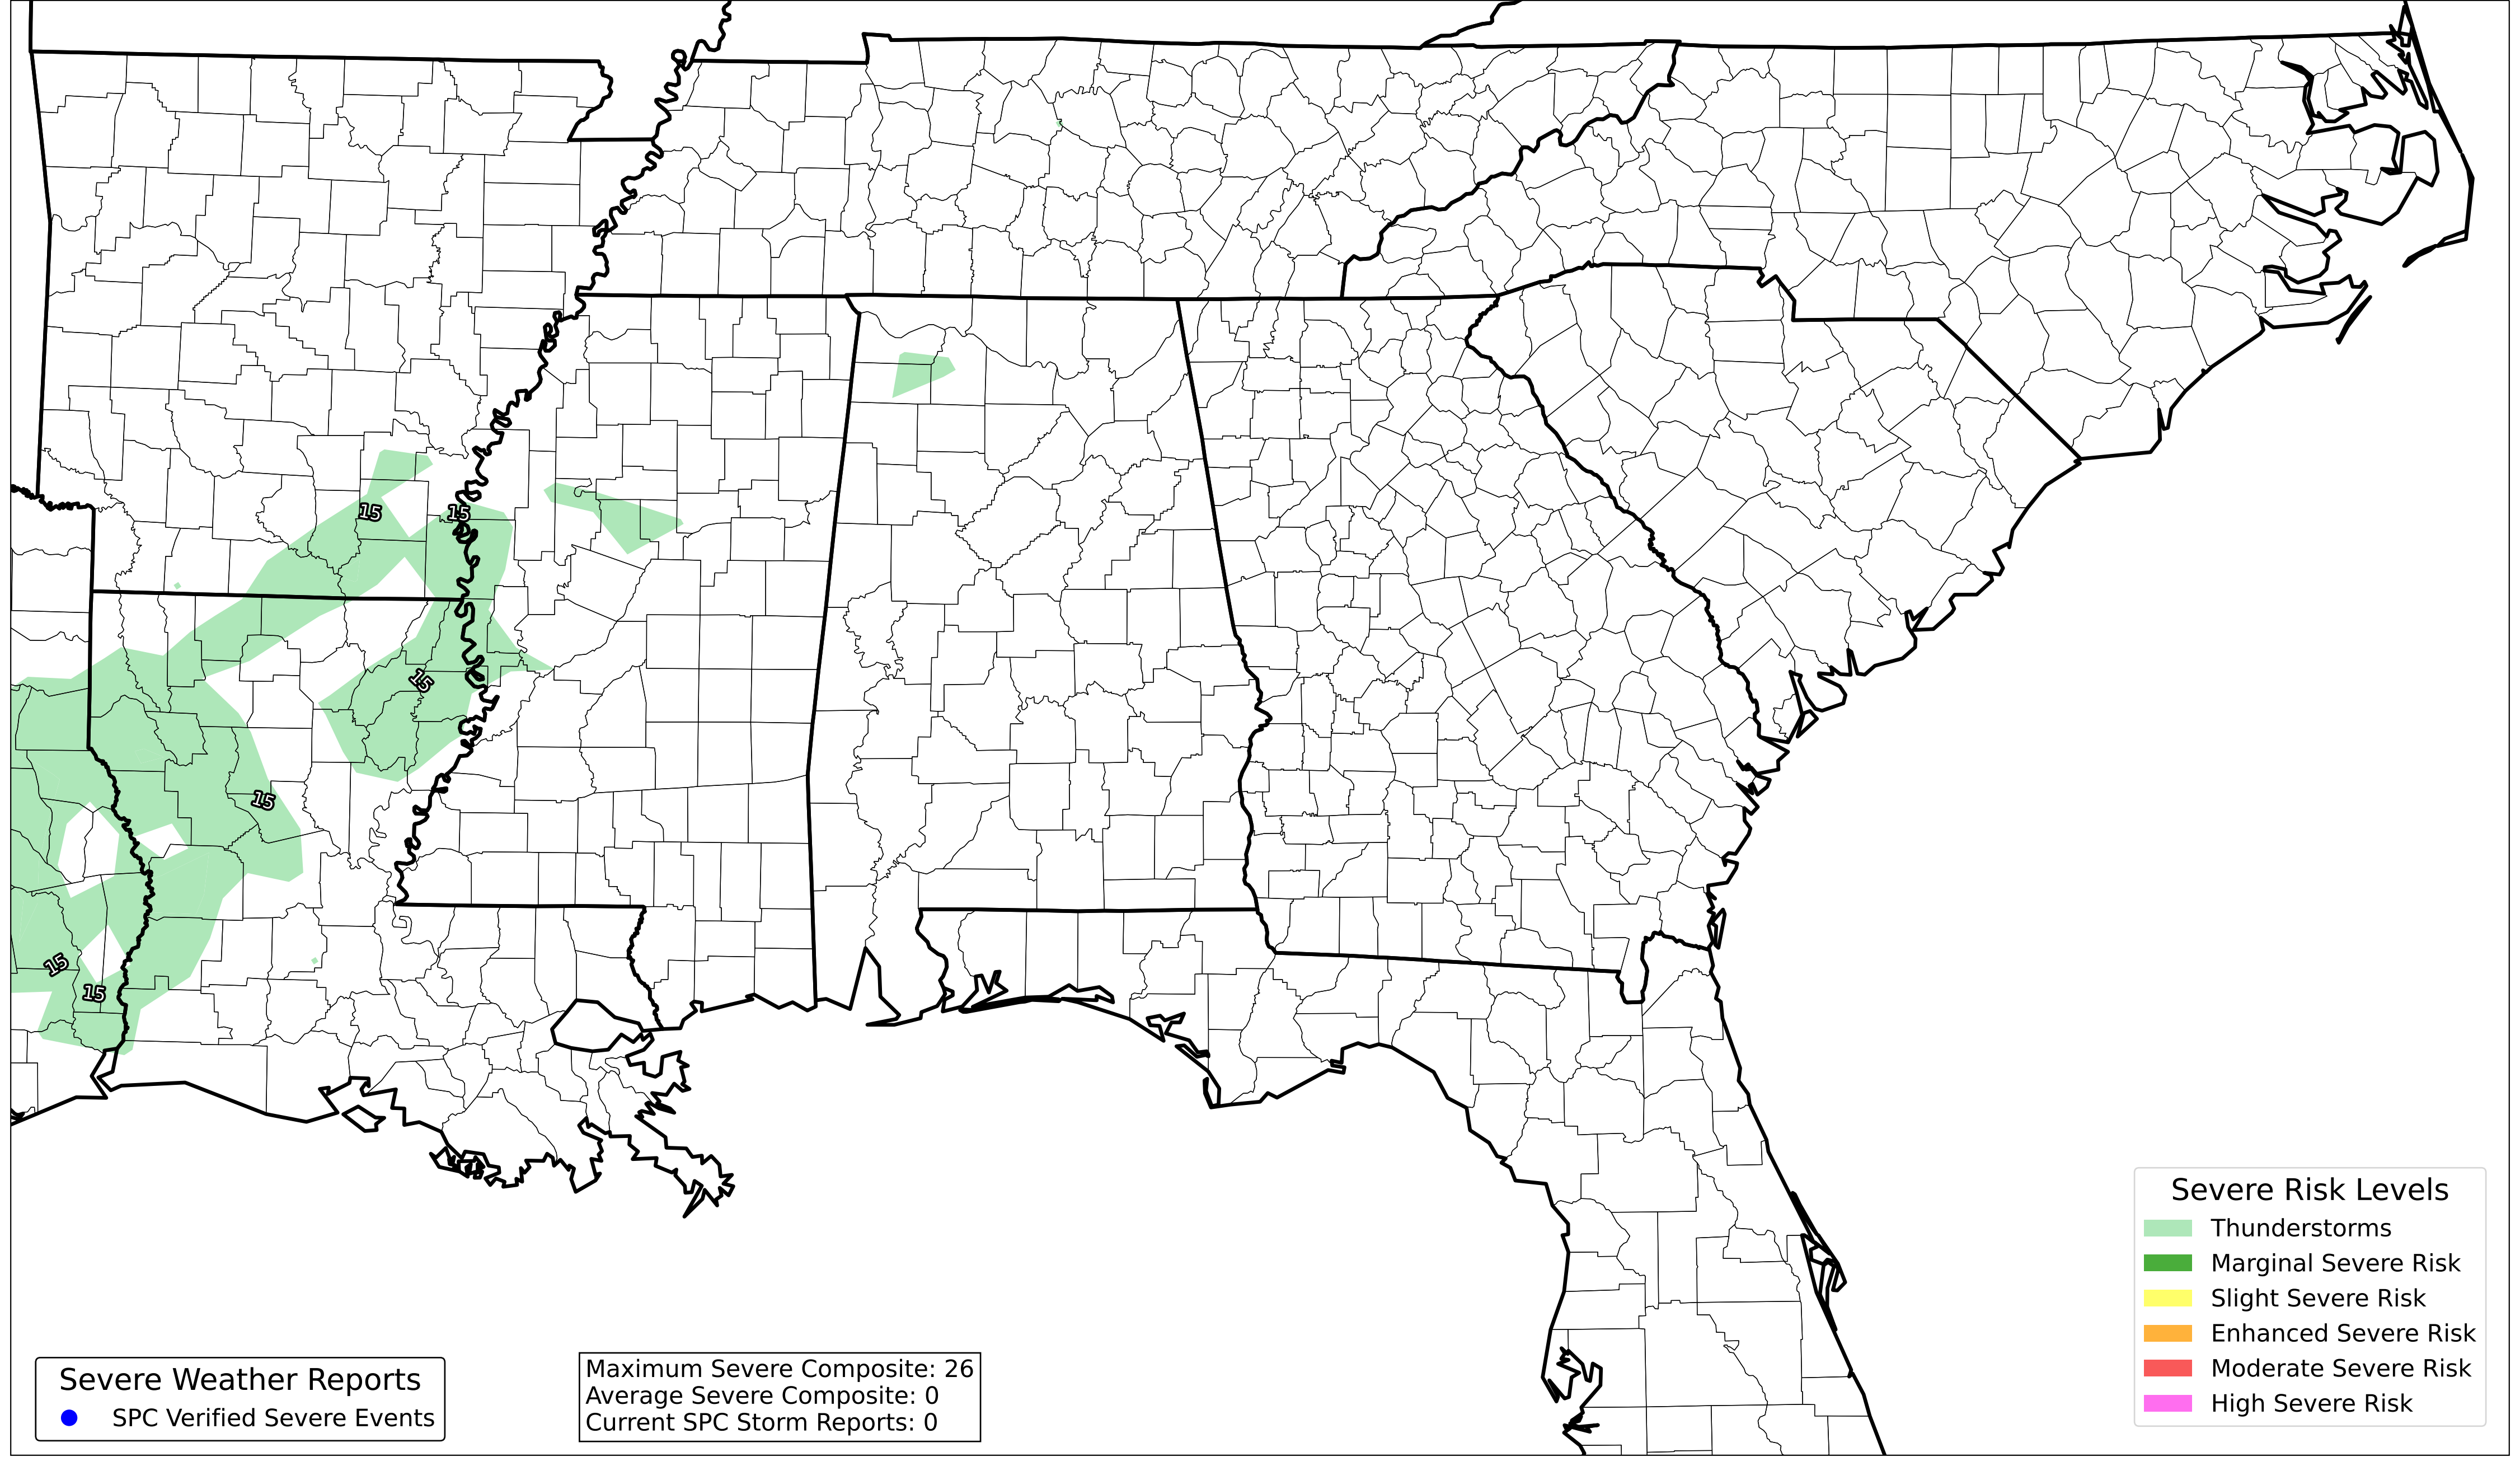 15
15
15
15
15
15
Severe Risk Levels
Thunderstorms
Marginal Severe Risk
Slight Severe Risk
Enhanced Severe Risk
Moderate Severe Risk
High Severe Risk
Severe Weather Reports
SPC Verified Severe Events
Maximum Severe Composite: 26
Average Severe Composite: 0
Current SPC Storm Reports: 0